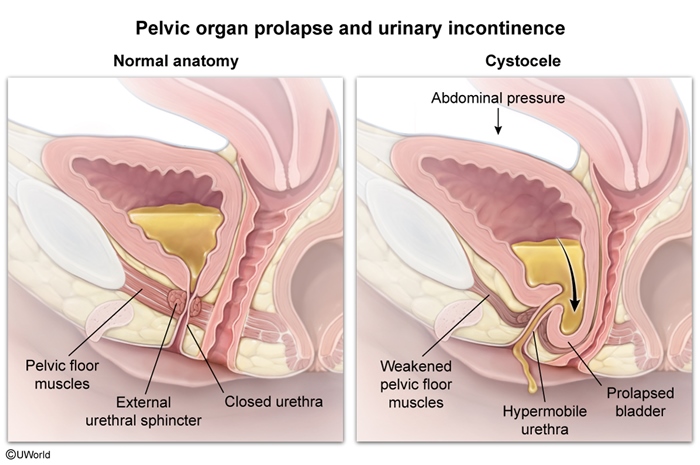 Pelvic organ prolapse and urinary incontinence
Normal anatomy
Pelvic floor
muscles
External
urethral sphincter
Closed urethra
Cystocele
Abdominal pressure
Weakened
pelvic floor
muscles
Hypermobile
urethra
Prolapsed
bladder
©UWorld